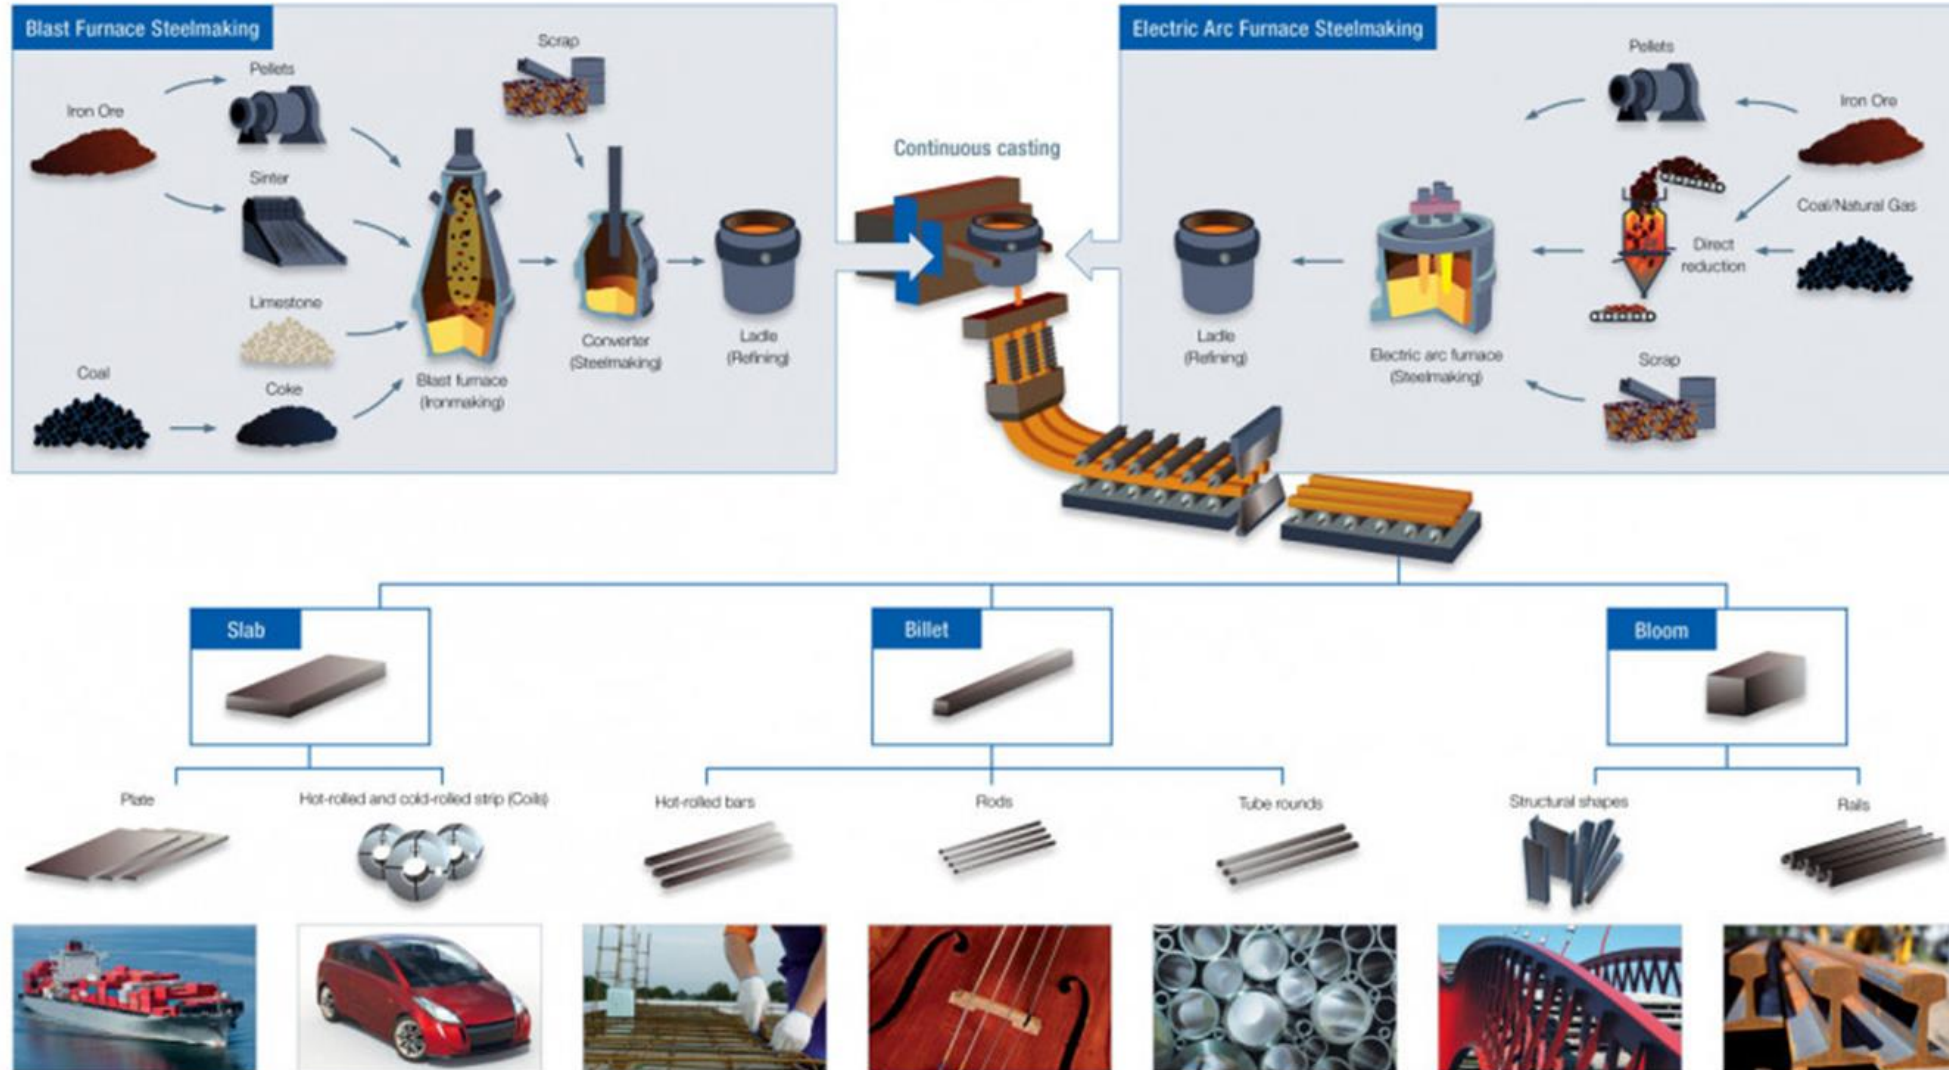 Blast Furnace Steelmaking
Scrap
Pellets
Iron Ore
Sinter
Limestone
Coal
Coke
Blast furnace
(Ironmaking)
Converter
(Steelmaking)
Ladle
(Refining)
Continuous casting
Electric Arc Furnace Steelmaking
Pellets
Iron Ore
Coal/Natural Gas
Direct
reduction
Ladle
(Refining)
Electric arc furnace
(Steelmaking)
Scrap
Slab
Billet
Bloom
Plate
Hot-rolled and cold-rolled strip (Coils)
Hot-rolled bars
Rods
Tube rounds
Structural shapes
Rails